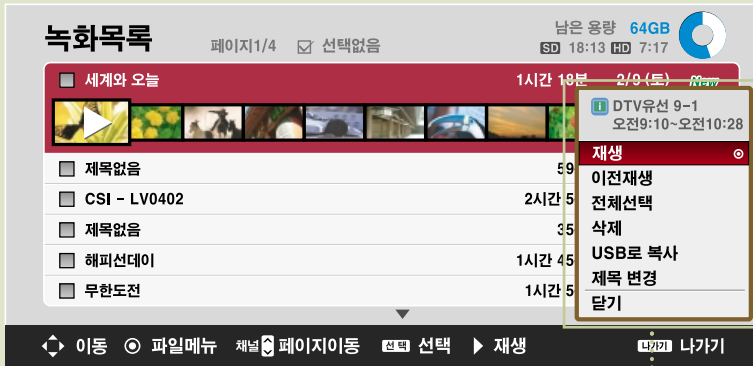 녹화목록
페이지1/4 ☑ 선택없음
남은 용량 64GB
SD 18:13 HD 7:17
세계와 오늘 1시간 18분 2/9 (토) New
제목없음 59
CSI - LV0402 2시간 5
제목없음 35
해피선데이 1시간 45
무한도전 1시간 5
i DTV유선 9-1
오전9:10~오전10:28
재생
이전재생
전체선택
삭제
USB로 복사
제목 변경
닫기
이동 파일메뉴 채널 페이지이동 선택 선택 재생 나가기 나가기